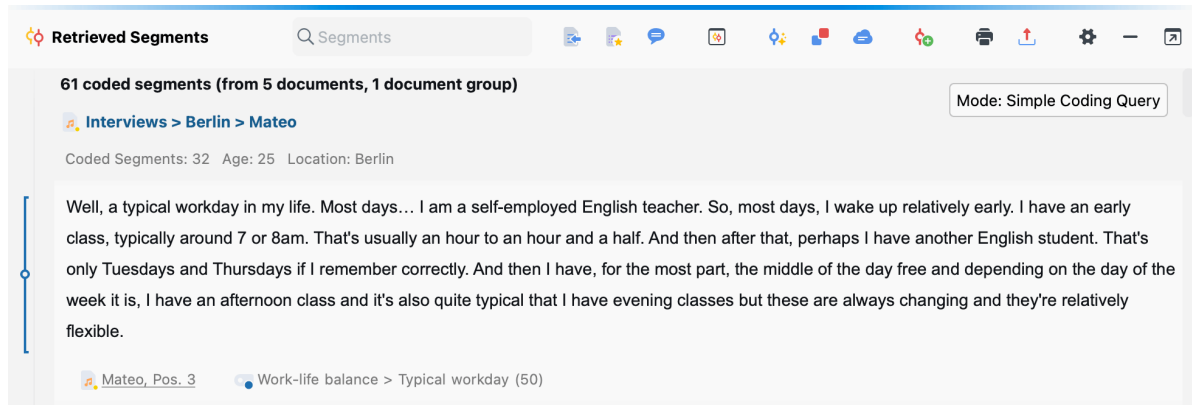 Retrieved Segments
Segments
61 coded segments (from 5 documents, 1 document group)
Mode: Simple Coding Query
Interviews > Berlin > Mateo
Coded Segments: 32 Age: 25 Location: Berlin
Well, a typical workday in my life. Most days… I am a self-employed English teacher. So, most days, I wake up relatively early. I have an early
class, typically around 7 or 8am. That's usually an hour to an hour and a half. And then after that, perhaps I have another English student. That's
only Tuesdays and Thursdays if I remember correctly. And then I have, for the most part, the middle of the day free and depending on the day of the
week it is, I have an afternoon class and it's also quite typical that I have evening classes but these are always changing and they're relatively
flexible.
Mateo, Pos. 3
Work-life balance > Typical workday (50)